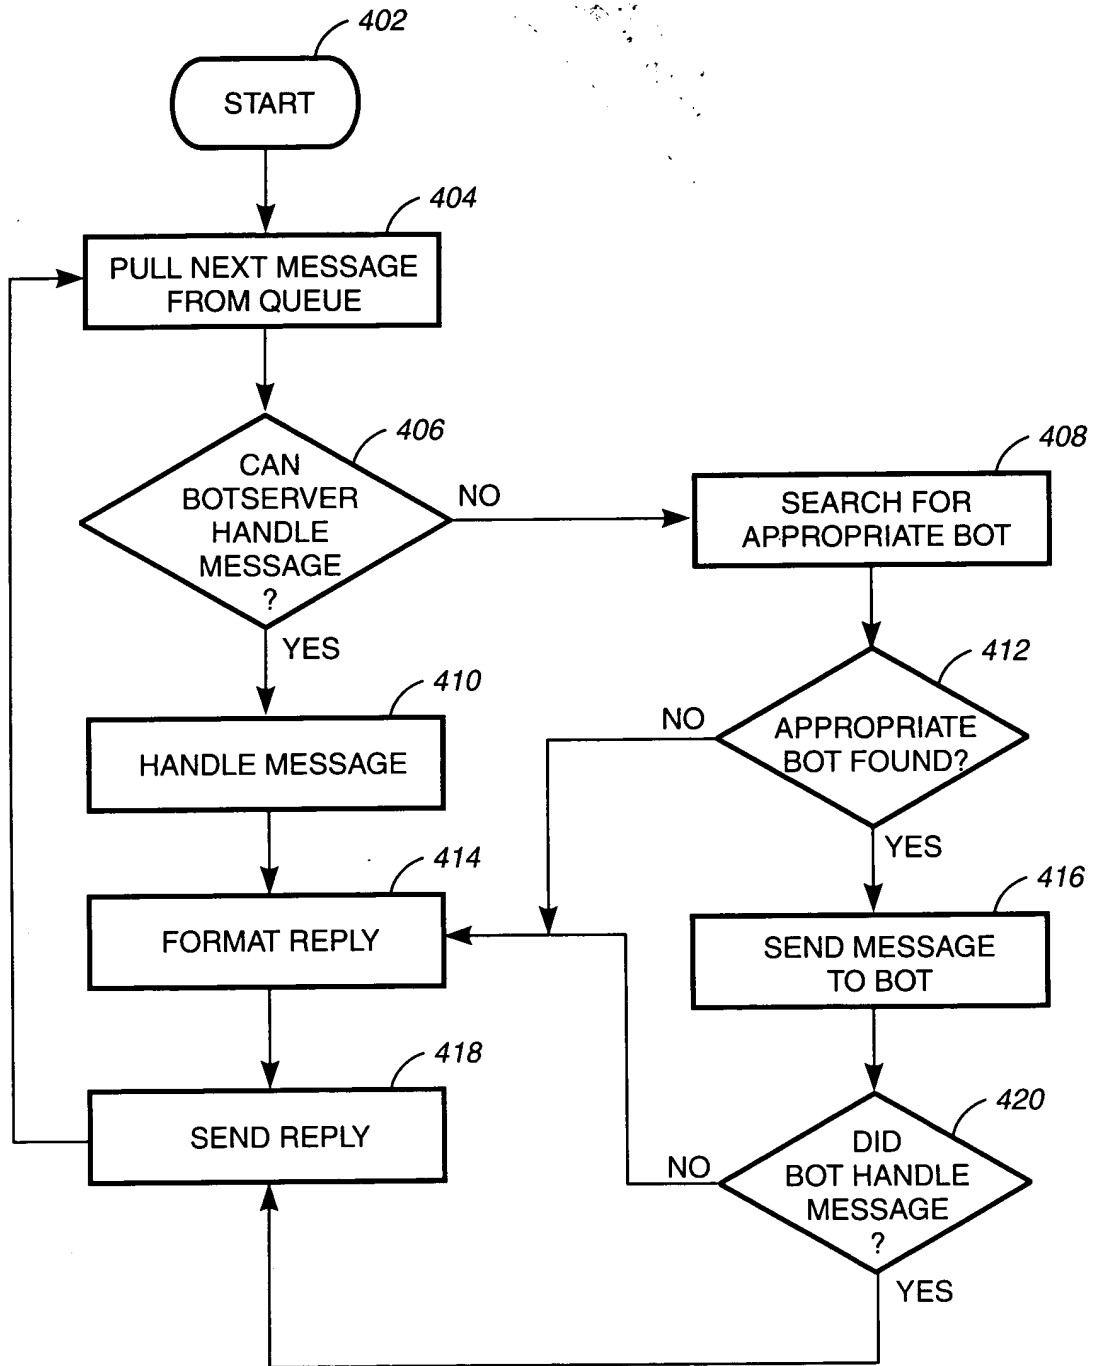 402
START
404
PULL NEXT MESSAGE
FROM QUEUE
406
CAN
BOTSERVER
HANDLE
MESSAGE
?
NO
408
SEARCH FOR
APPROPRIATE BOT
YES
410
HANDLE MESSAGE
412
APPROPRIATE
BOT FOUND?
NO
YES
414
FORMAT REPLY
416
SEND MESSAGE
TO BOT
418
SEND REPLY
420
DID
BOT HANDLE
MESSAGE
?
NO
YES